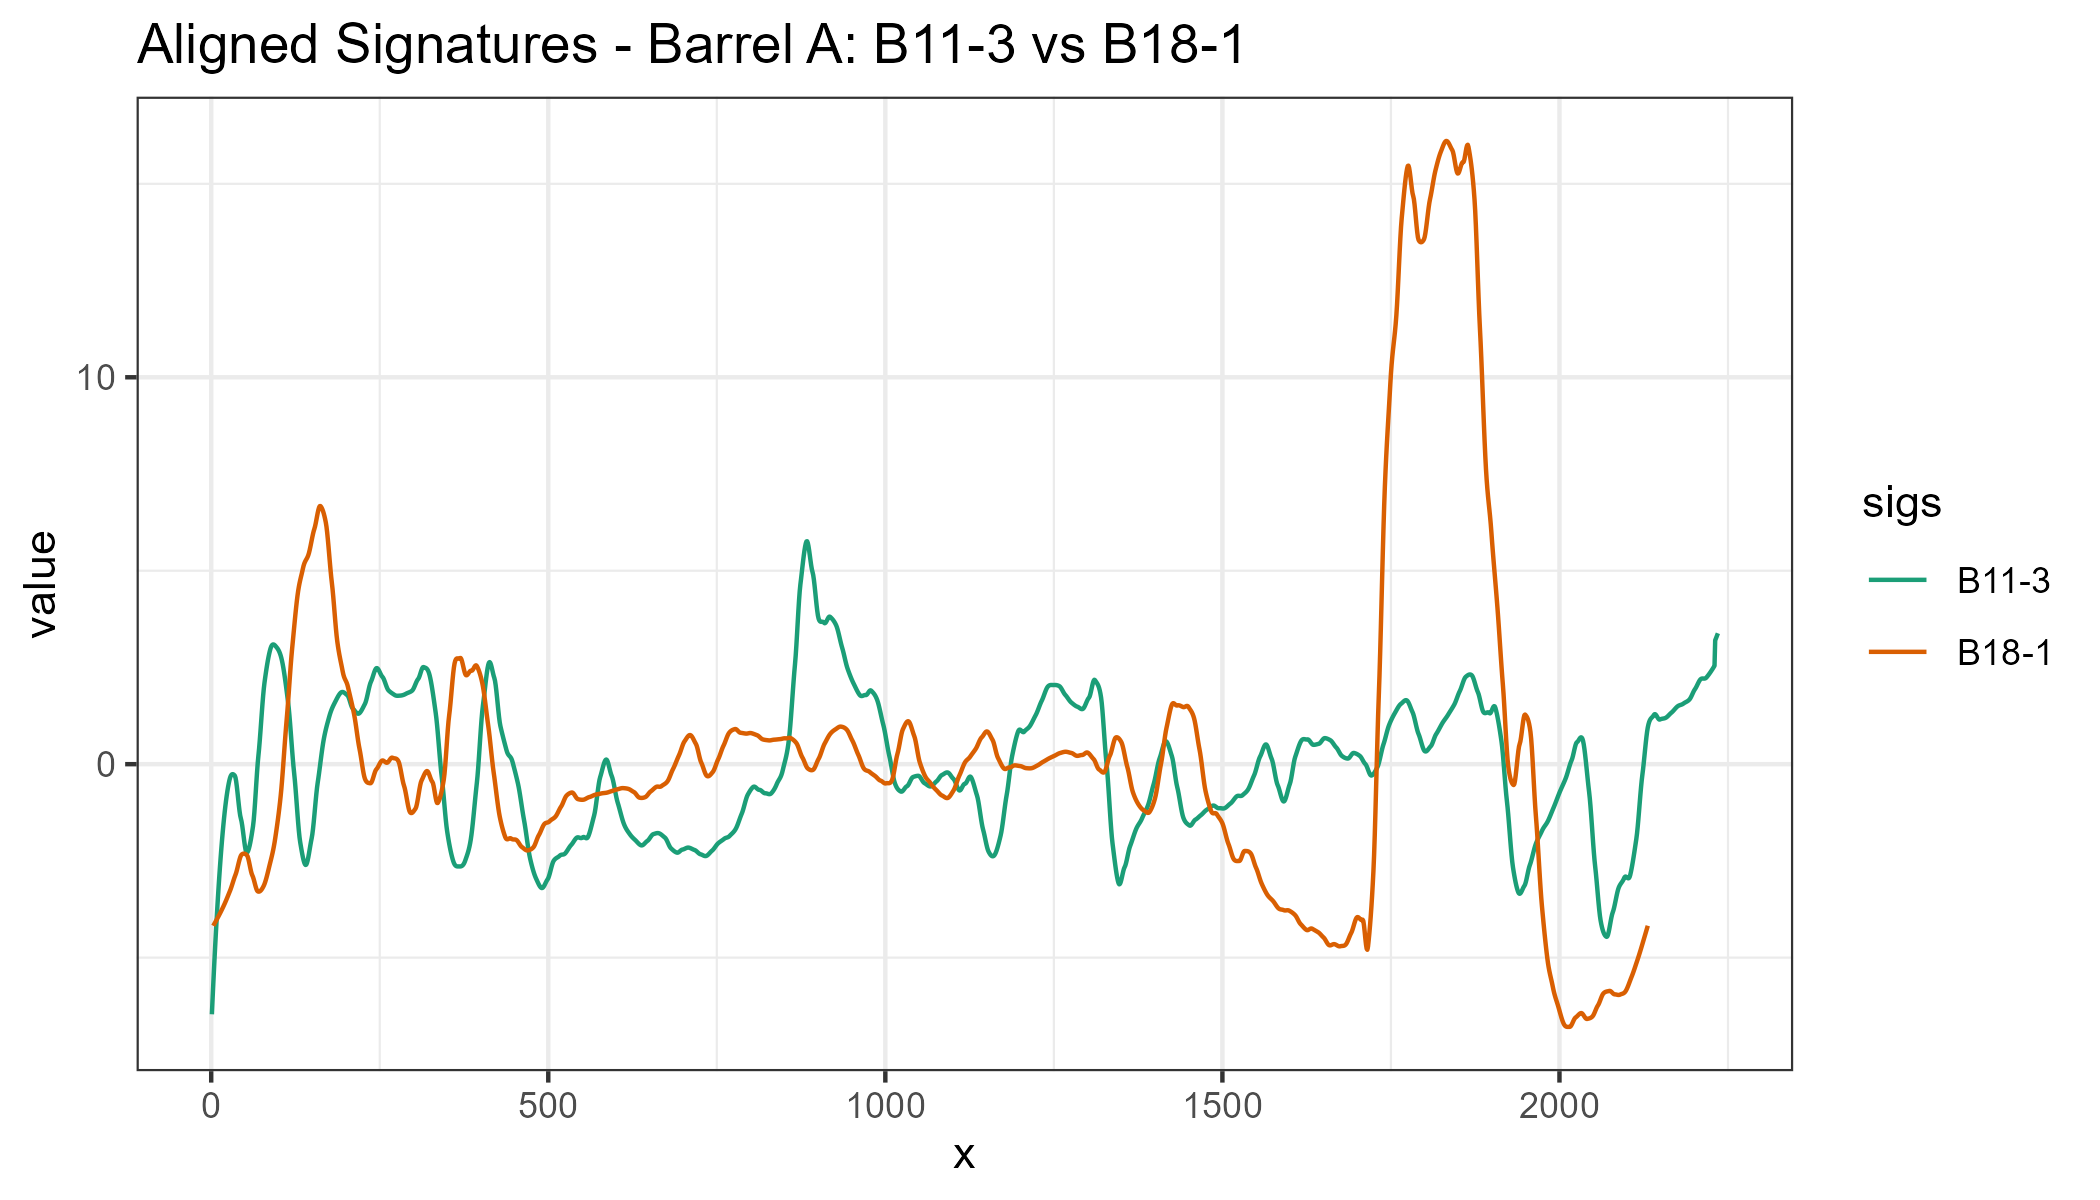 Aligned Signatures - Barrel A: B11-3 vs B18-1
value
10
0
0 500 1000 1500 2000
x
sigs
B11-3
B18-1